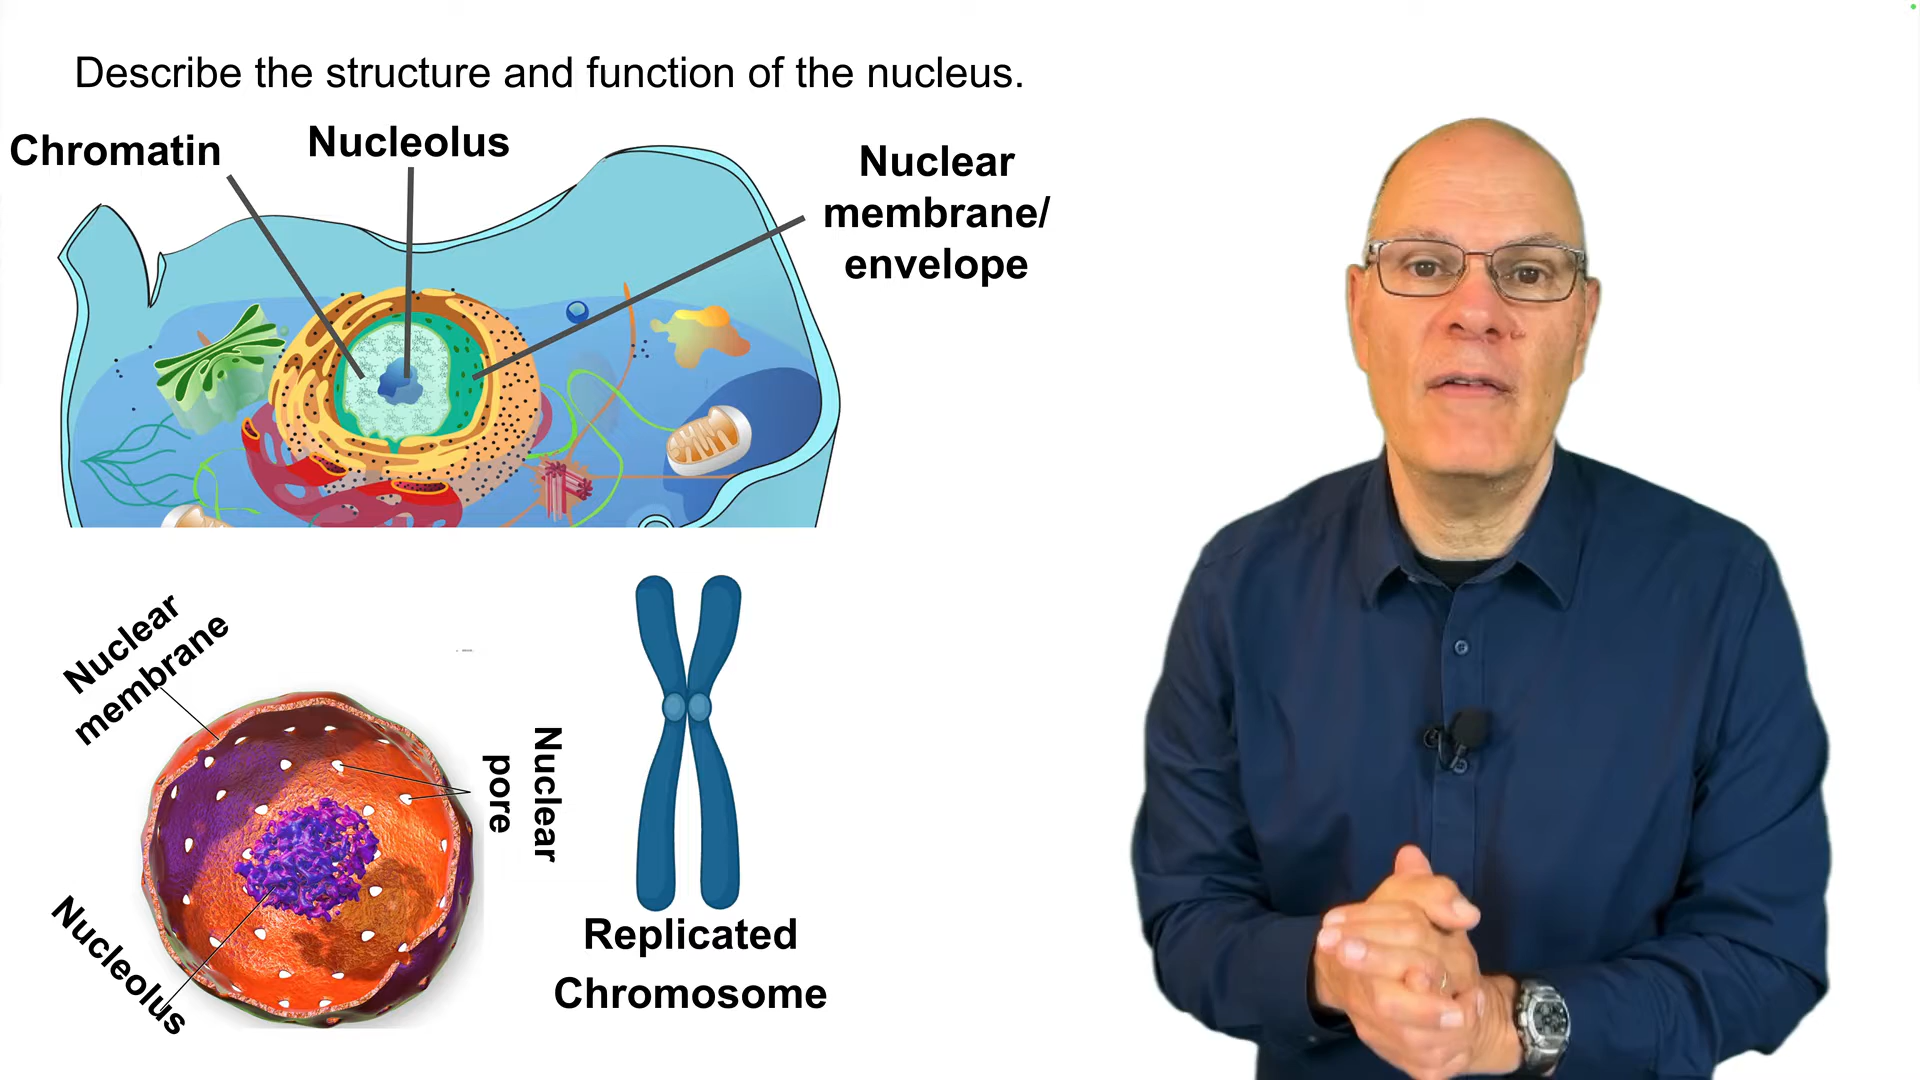 Describe the structure and function of the nucleus.
Chromatin
Nucleolus
Nuclear
membrane/
envelope
Nuclear
membrane
Nuclear
pore
Nucleolus
Replicated
Chromosome